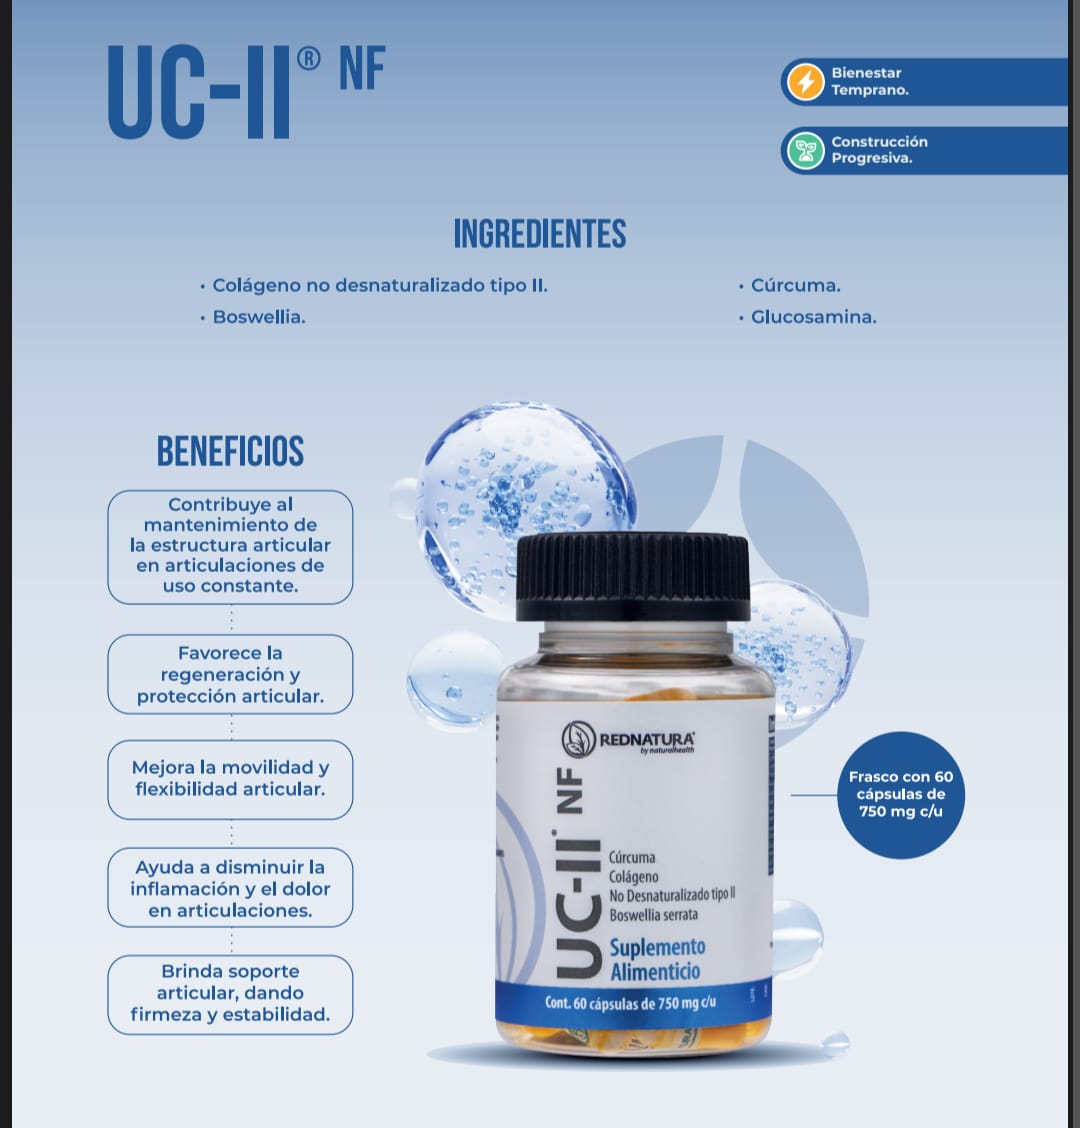 UC-II® NF
Bienestar
Temprano.
Construcción
Progresiva.
INGREDIENTES
• Colágeno no desnaturalizado tipo II.
• Boswellia.
• Cúrcuma.
• Glucosamina.
BENEFICIOS
Contribuye al
mantenimiento de
la estructura articular
en articulaciones de
uso constante.
Favorece la
regeneración y
protección articular.
Mejora la movilidad y
flexibilidad articular.
Ayuda a disminuir la
inflamación y el dolor
en articulaciones.
Brinda soporte
articular, dando
firmeza y estabilidad.
REDNATURA®
by naturalhealth
UC-II® NF
Cúrcuma
Colágeno
No Desnaturalizado tipo II
Boswellia serrata
Suplemento
Alimenticio
Cont. 60 cápsulas de 750 mg c/u
Frasco con 60
cápsulas de
750 mg c/u